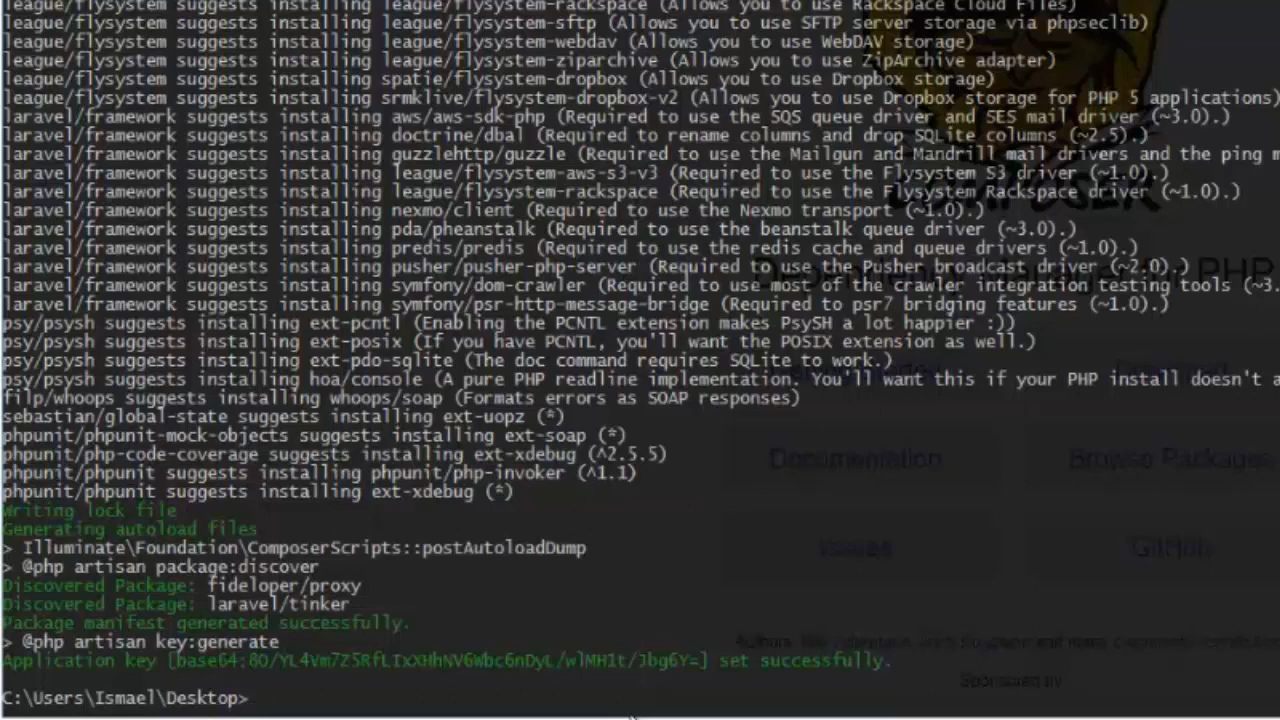 league/flysystem suggests installing league/flysystem-rackspace (Allows you to use Rackspace Cloud Files)
league/flysystem suggests installing league/flysystem-sftp (Allows you to use SFTP server storage via phpseclib)
league/flysystem suggests installing league/flysystem-webdav (Allows you to use WebDAV storage)
league/flysystem suggests installing league/flysystem-ziparchive (Allows you to use ZipArchive adapter)
league/flysystem suggests installing spatie/flysystem-dropbox (Allows you to use Dropbox storage)
league/flysystem suggests installing srmklive/flysystem-dropbox-v2 (Allows you to use Dropbox storage for PHP 5 applications)
laravel/framework suggests installing aws/aws-sdk-php (Required to use the SQS queue driver and SES mail driver (~3.0).)
laravel/framework suggests installing doctrine/dbal (Required to rename columns and drop SQLite columns (~2.5).)
laravel/framework suggests installing guzzlehttp/guzzle (Required to use the Mailgun and Mandrill mail drivers and the ping m
laravel/framework suggests installing league/flysystem-aws-s3-v3 (Required to use the Flysystem S3 driver (~1.0).)
laravel/framework suggests installing league/flysystem-rackspace (Required to use the Flysystem Rackspace driver (~1.0).)
laravel/framework suggests installing nexmo/client (Required to use the Nexmo transport (~1.0).)
laravel/framework suggests installing pda/pheanstalk (Required to use the beanstalk queue driver (~3.0).)
laravel/framework suggests installing predis/predis (Required to use the redis cache and queue drivers (~1.0).)
laravel/framework suggests installing pusher/pusher-php-server (Required to use the Pusher broadcast driver (~2.0).)
laravel/framework suggests installing symfony/dom-crawler (Required to use most of the crawler integration testing tools (~3.
laravel/framework suggests installing symfony/psr-http-message-bridge (Required to psr7 bridging features (~1.0).)
psy/psysh suggests installing ext-pcntl (Enabling the PCNTL extension makes PsySH a lot happier :))
psy/psysh suggests installing ext-posix (If you have PCNTL, you'll want the POSIX extension as well.)
psy/psysh suggests installing ext-pdo-sqlite (The doc command requires SQLite to work.)
psy/psysh suggests installing hoa/console (A pure PHP readline implementation. You'll want this if your PHP install doesn't a
filp/whoops suggests installing whoops/soap (Formats errors as SOAP responses)
sebastian/global-state suggests installing ext-uopz (*)
phpunit/phpunit-mock-objects suggests installing ext-soap (*)
phpunit/php-code-coverage suggests installing ext-xdebug (^2.5.5)
phpunit/phpunit suggests installing phpunit/php-invoker (^1.1)
phpunit/phpunit suggests installing ext-xdebug (*)
Writing lock file
Generating autoload files
> Illuminate\Foundation\ComposerScripts::postAutoloadDump
> @php artisan package:discover
Discovered Package: fideloper/proxy
Discovered Package: laravel/tinker
Package manifest generated successfully.
> @php artisan key:generate
Application key [base64:80/YL4Vm7Z5RfLIxXHhNV6Wbc6nDyL/wlMH1t/Jbg6Y=] set successfully.
C:\Users\Ismael\Desktop>
Dependency Manager for PHP
Documentation
Browse Packages
Issues
GitHub
Sponsored by